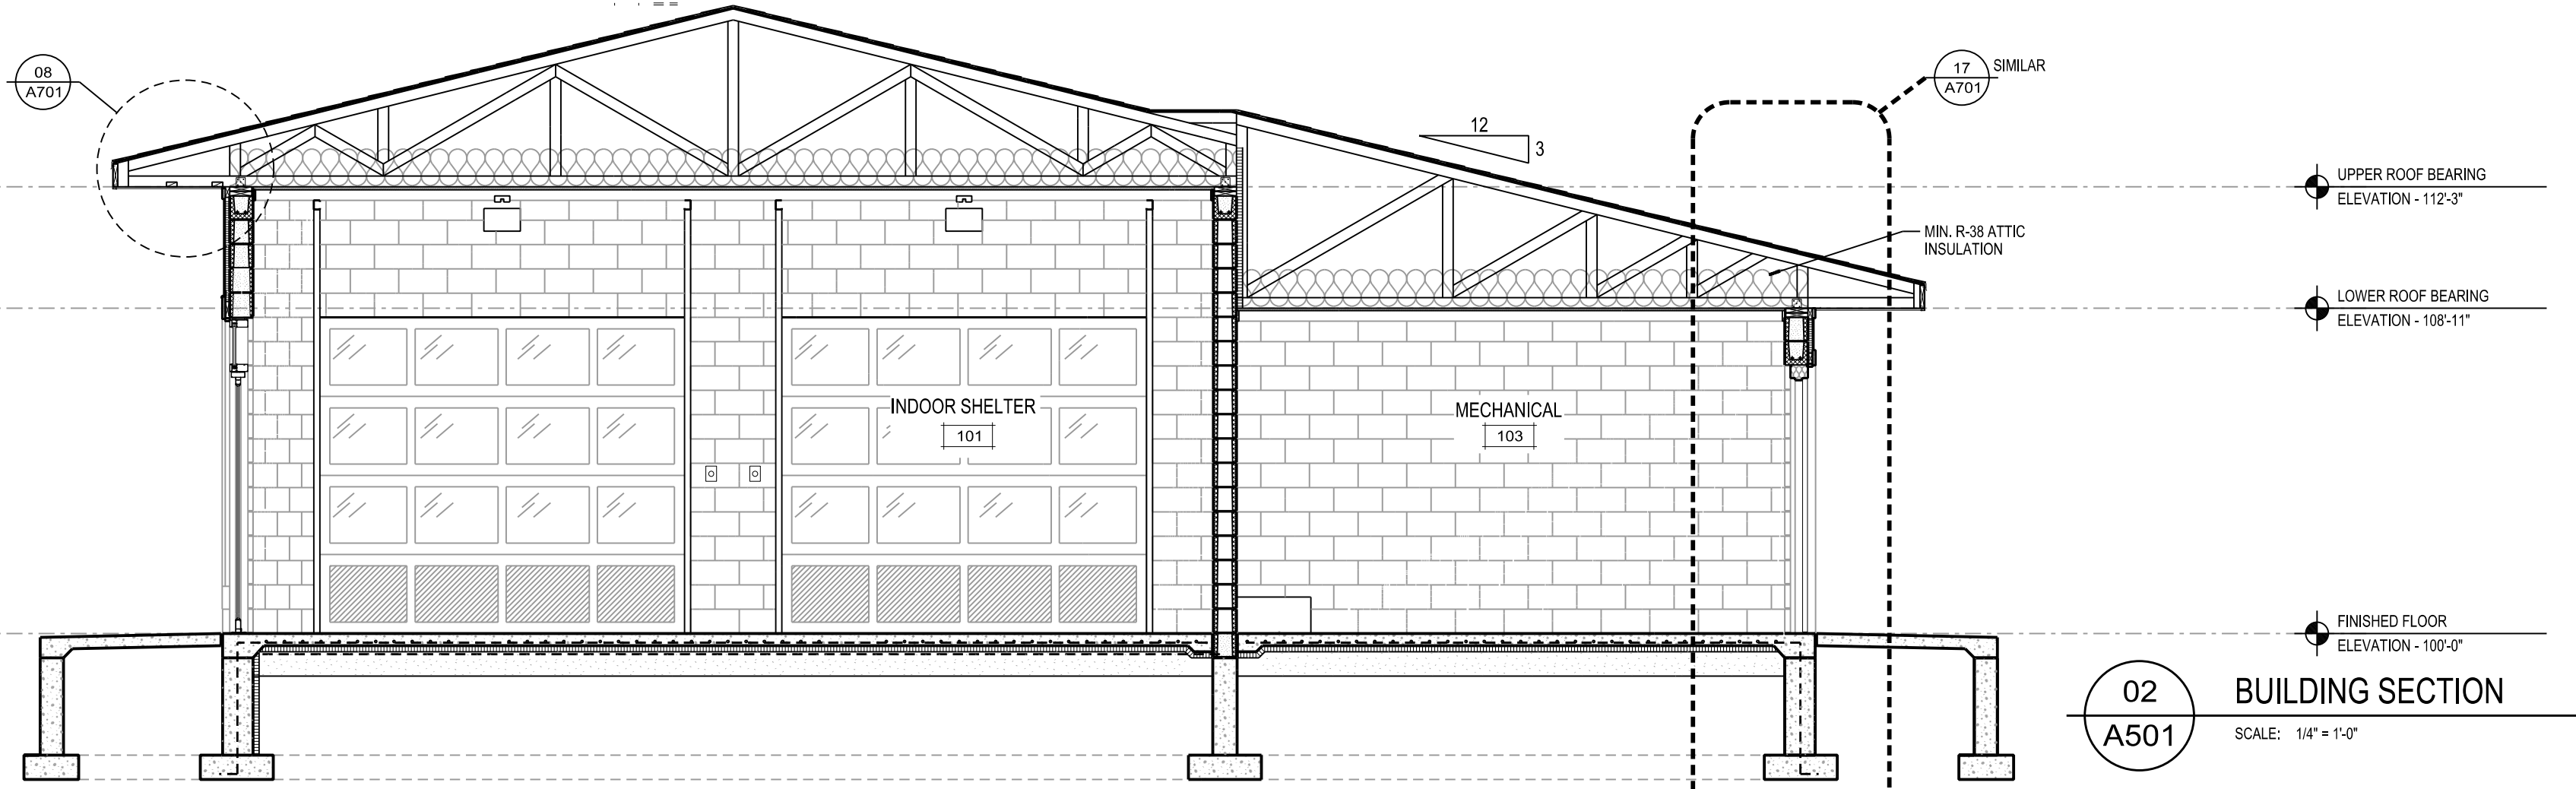 08
A701
17
A701
SIMILAR
12
3
UPPER ROOF BEARING
ELEVATION - 112'-3"
MIN. R-38 ATTIC
INSULATION
LOWER ROOF BEARING
ELEVATION - 108'-11"
INDOOR SHELTER
101
MECHANICAL
103
FINISHED FLOOR
ELEVATION - 100'-0"
02
A501
BUILDING SECTION
SCALE: 1/4" = 1'-0"